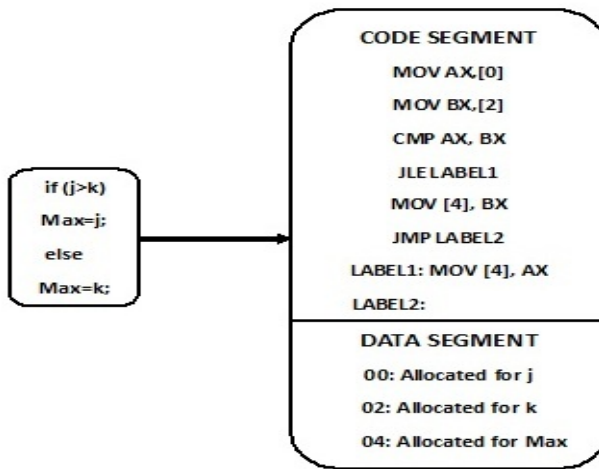 if (j>k)
Max=j;
else
Max=k;
CODE SEGMENT
MOV AX,[0]
MOV BX,[2]
CMP AX, BX
JLE LABEL1
MOV [4], BX
JMP LABEL2
LABEL1: MOV [4], AX
LABEL2:
DATA SEGMENT
00: Allocated for j
02: Allocated for k
04: Allocated for Max